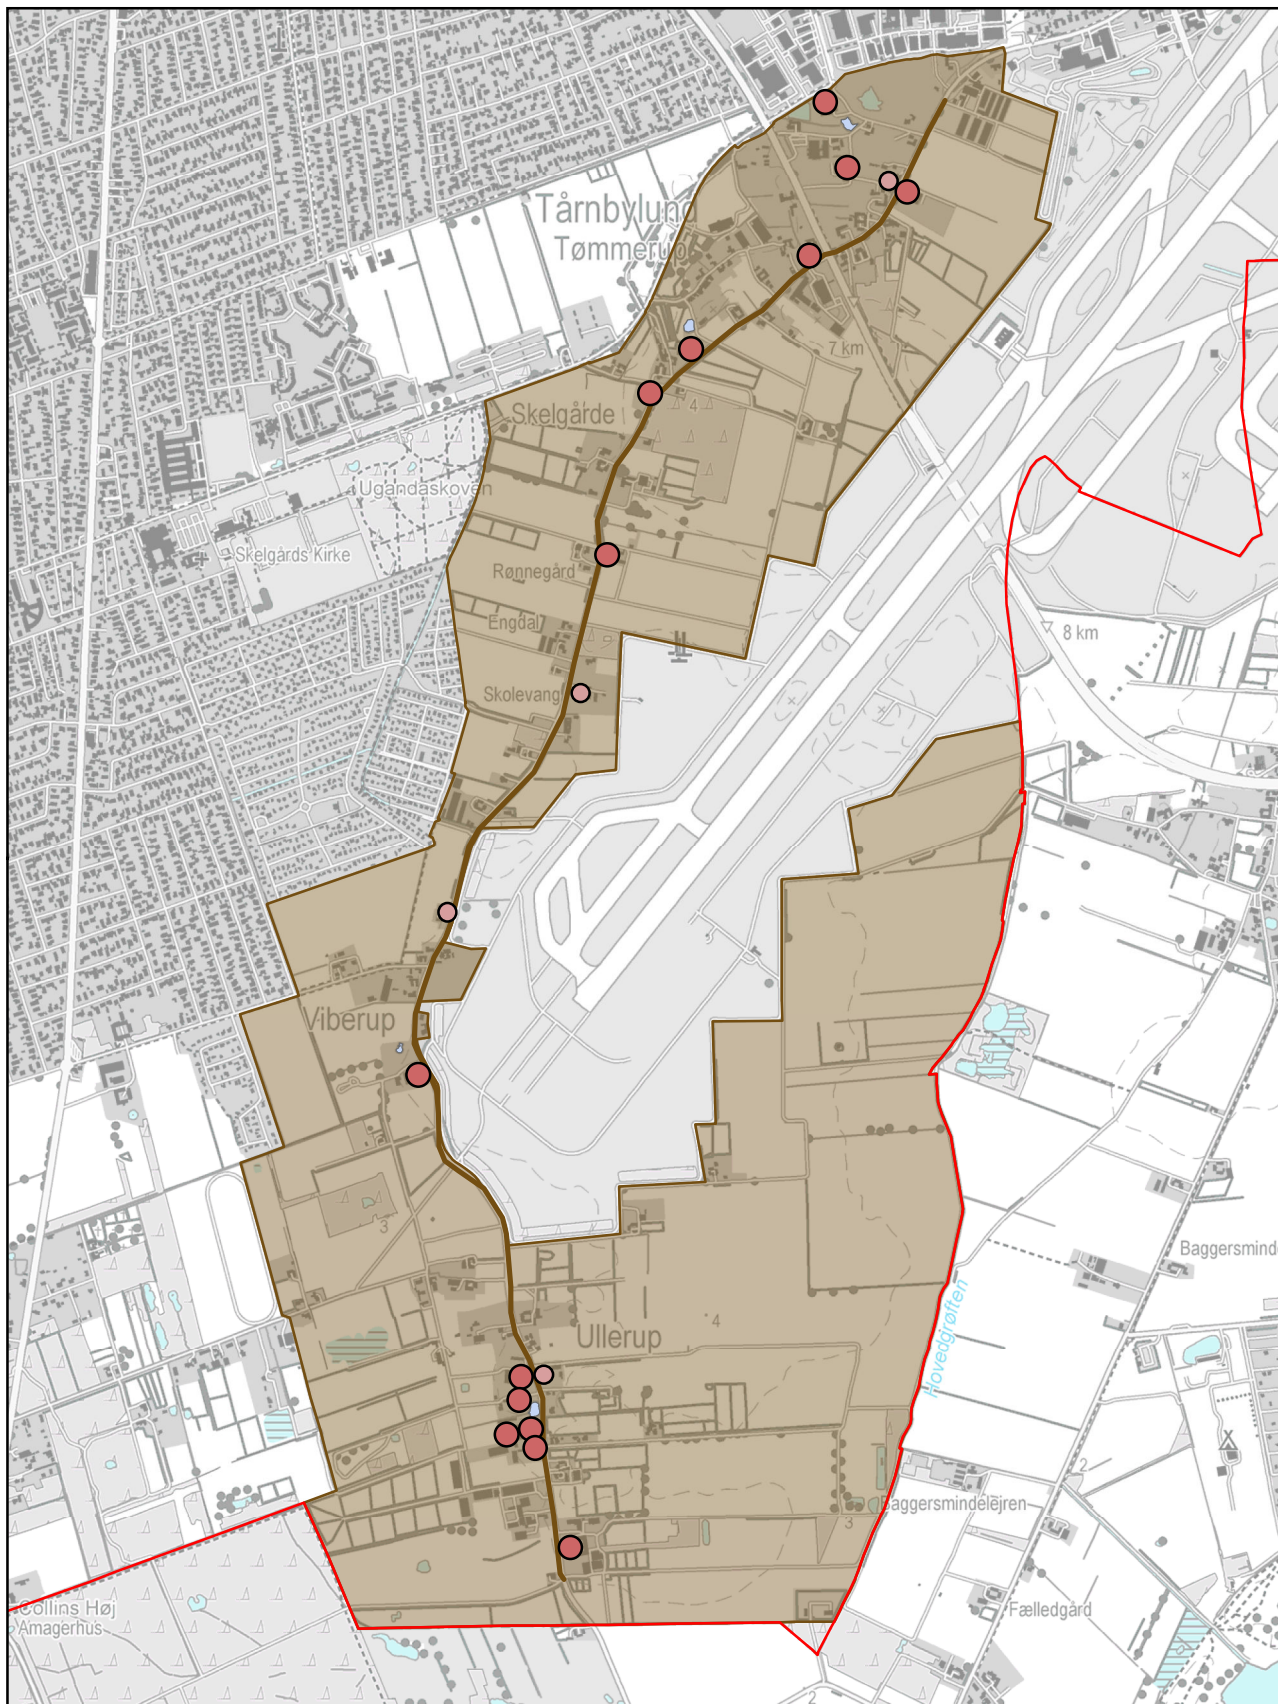 Tårnbylund
Tømmerup
7 km
Skelgårde
4
Ugandaskoven
Skelgårds Kirke
Rønnegård
Engdal
8 km
Skolevang
Viberup
3
Baggersminde
Hovedgrøften
4
Ullerup
2
Baggersmindelejren
3
Collins Høj
Amagerhus
Fælledgård
2